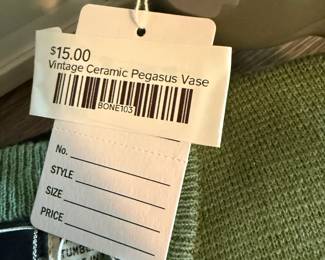 $15.00
Vintage Ceramic Pegasus Vase
BONE103
No.
STYLE
SIZE
PRICE